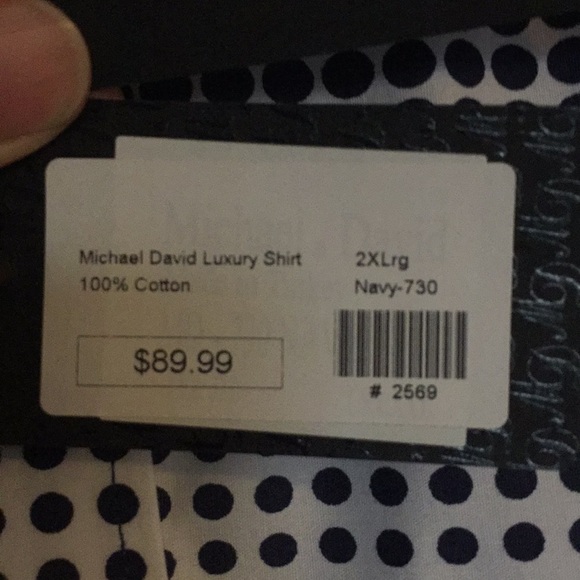 Michael David Luxury Shirt 2XLrg
100% Cotton Navy-730
$89.99
# 2569